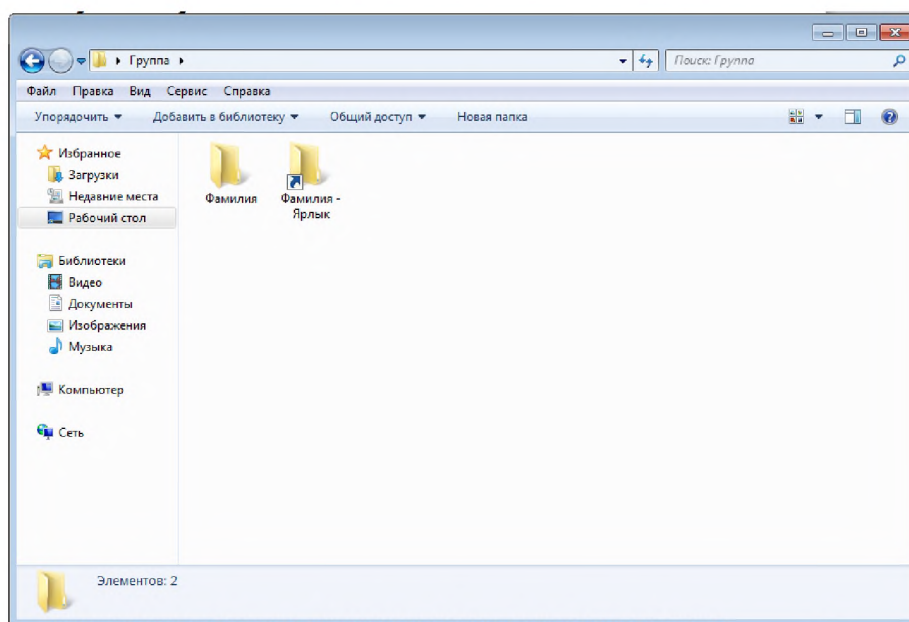 Группа
Поиск: Группа
Файл Правка Вид Сервис Справка
Упорядочить Добавить в библиотеку Общий доступ Новая папка
Избранное
Загрузки
Недавние места
Рабочий стол
Библиотеки
Видео
Документы
Изображения
Музыка
Компьютер
Сеть
Фамилия
Фамилия -
Ярлык
Элементов: 2